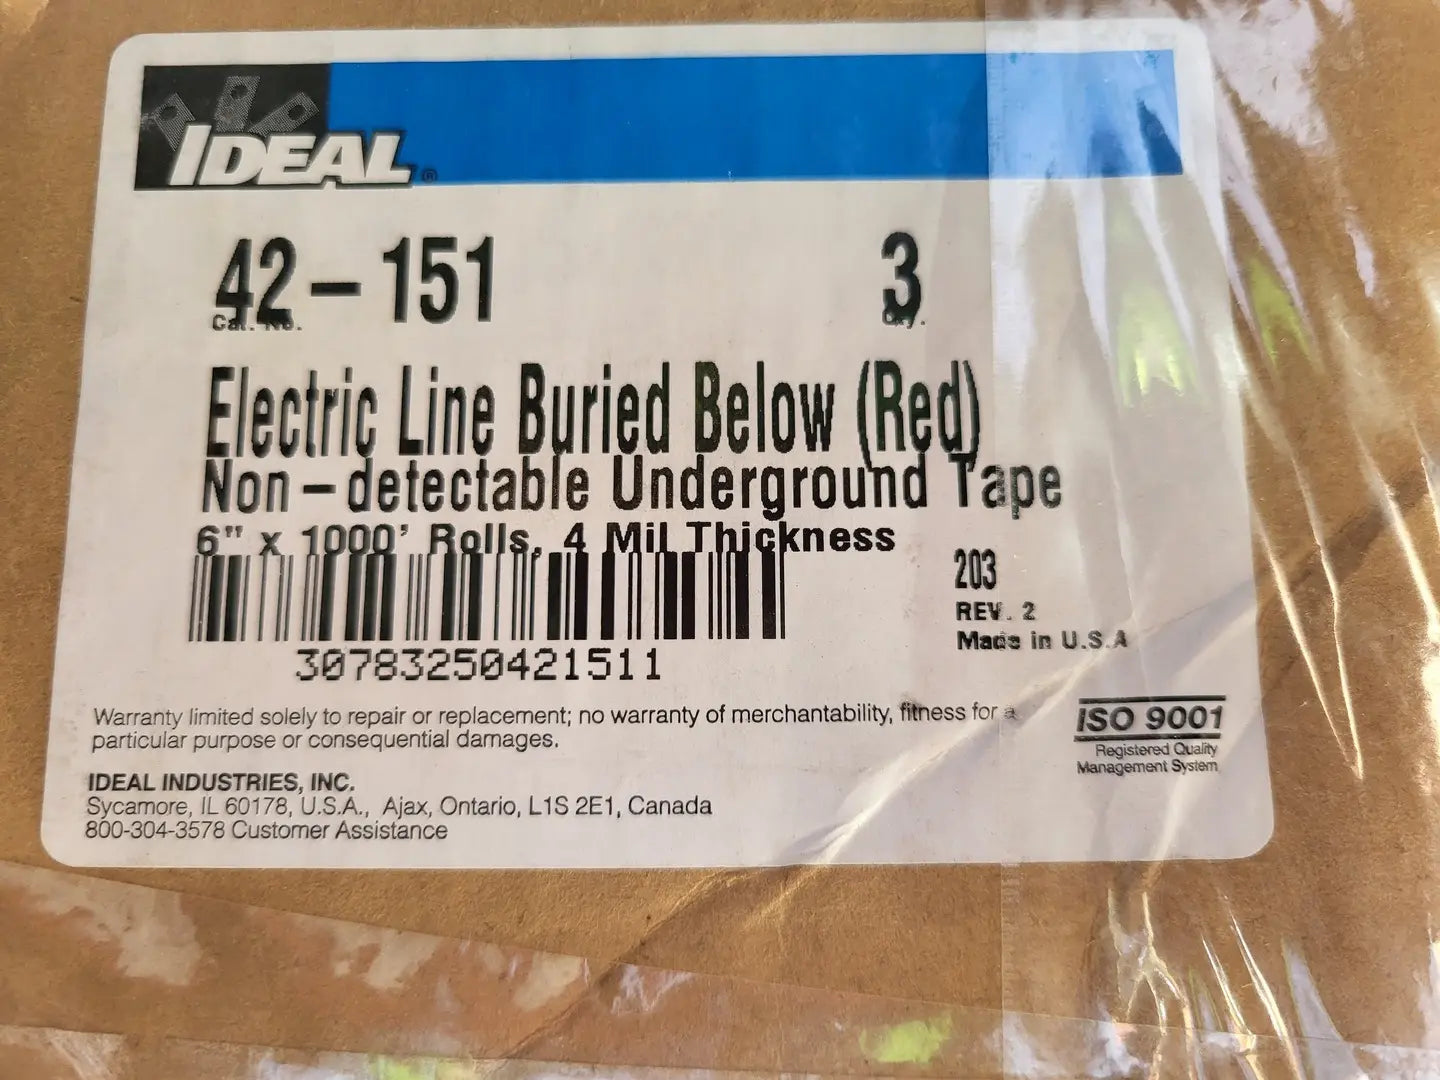 IDEAL®
42-151 3
Cat. No. Qty.
Electric Line Buried Below (Red)
Non-detectable Underground Tape
6" x 1000' Rolls, 4 Mil Thickness
203
REV. 2
Made in U.S.A
30783250421511
Warranty limited solely to repair or replacement; no warranty of merchantability, fitness for a
particular purpose or consequential damages.
ISO 9001
Registered Quality
Management System
IDEAL INDUSTRIES, INC.
Sycamore, IL 60178, U.S.A., Ajax, Ontario, L1S 2E1, Canada
800-304-3578 Customer Assistance